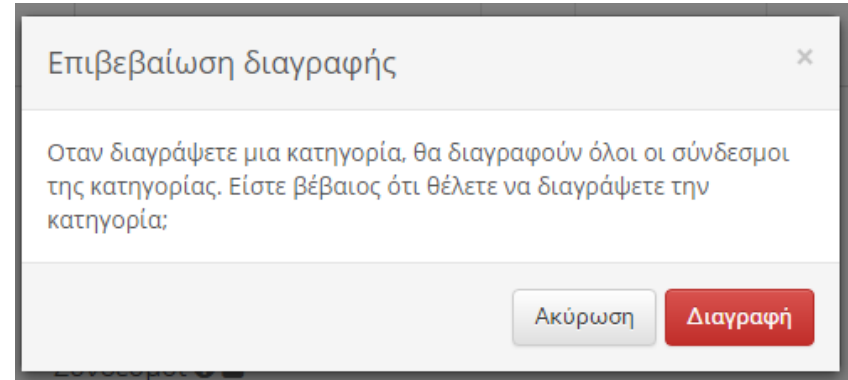 Επιβεβαίωση διαγραφής
×
Οταν διαγράψετε μια κατηγορία, θα διαγραφούν όλοι οι σύνδεσμοι
της κατηγορίας. Είστε βέβαιος ότι θέλετε να διαγράψετε την
κατηγορία;
Ακύρωση Διαγραφή